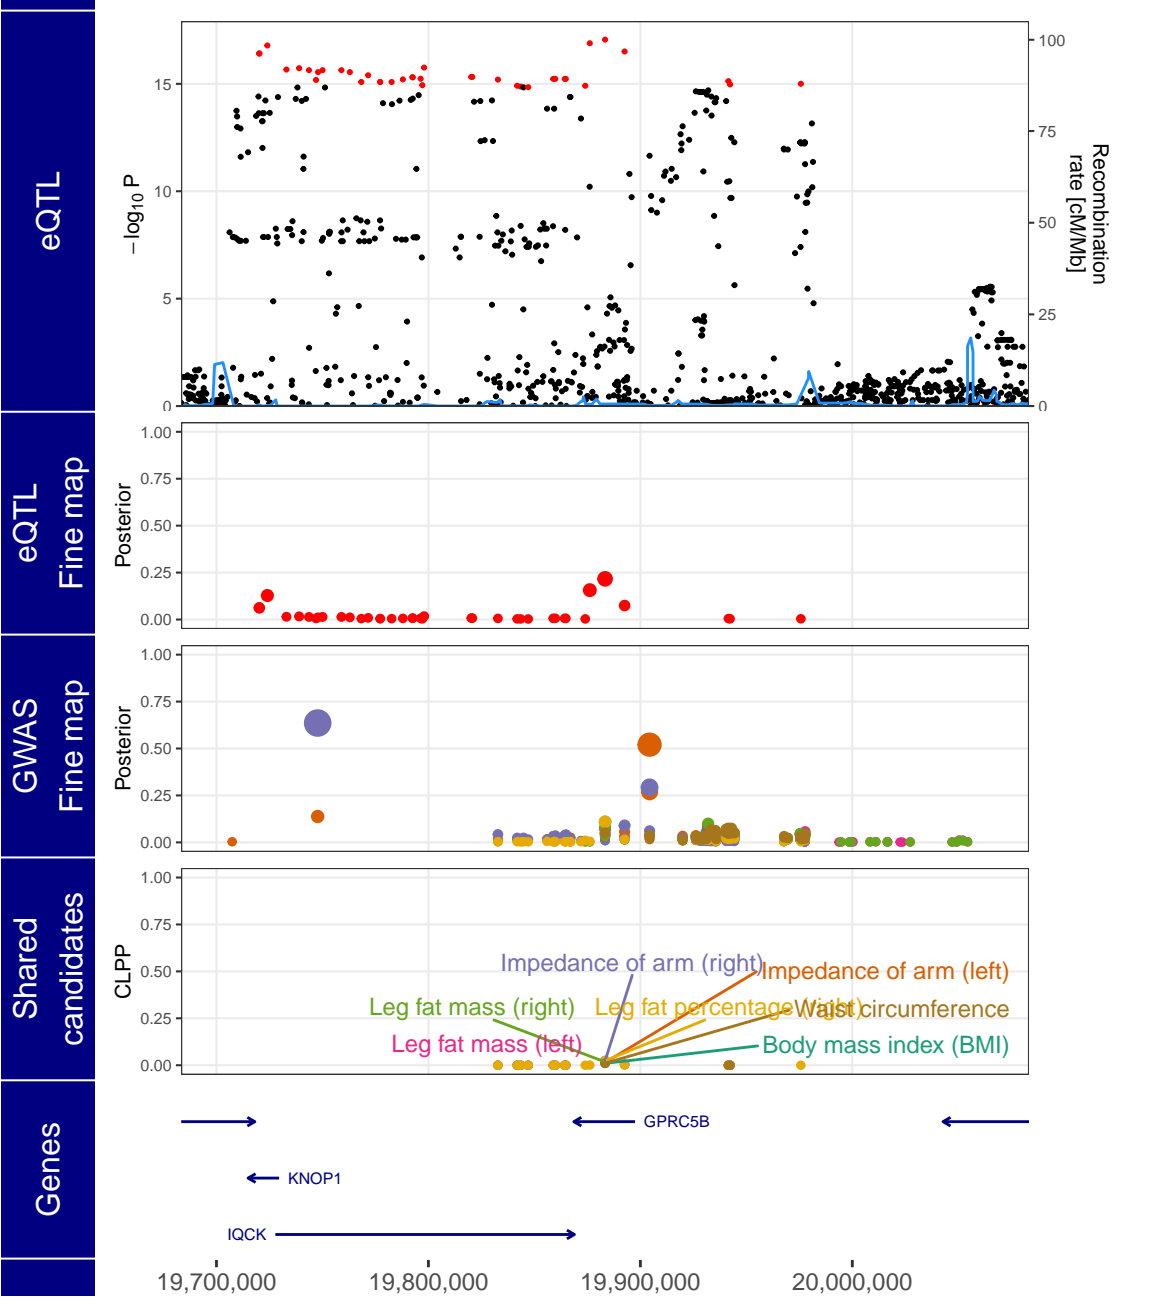 eQTL
−log10 P
15
10
5
0
100
75
50
25
0
Recombination
rate [cM/Mb]
eQTL
Fine map
Posterior
1.00
0.75
0.50
0.25
0.00
GWAS
Fine map
Posterior
1.00
0.75
0.50
0.25
0.00
Shared
candidates
CLPP
1.00
0.75
0.50
0.25
0.00
Impedance of arm (right)
Impedance of arm (left)
Leg fat mass (right)
Leg fat percentage (right)
Waist circumference
Leg fat mass (left)
Body mass index (BMI)
Genes
GPRC5B
KNOP1
IQCK
19,700,000
19,800,000
19,900,000
20,000,000